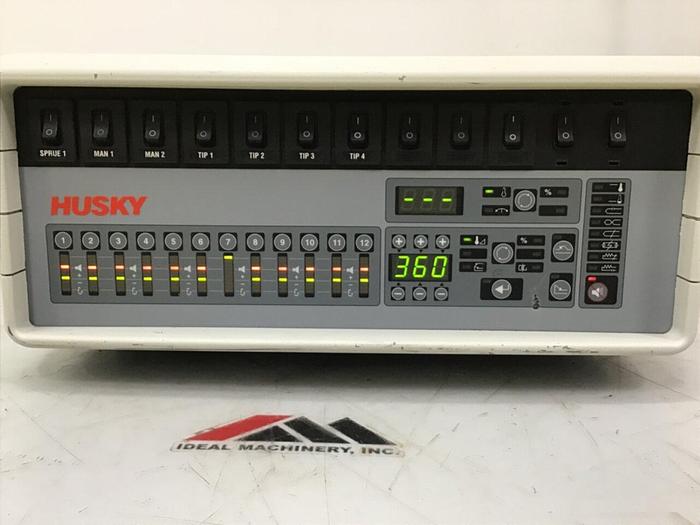 SPRUE 1 MAN 1 MAN 2 TIP 1 TIP 2 TIP 3 TIP 4
HUSKY
- - -
%
1 2 3 4 5 6 7 8 9 10 11 12
360
%
IDEAL MACHINERY, INC.